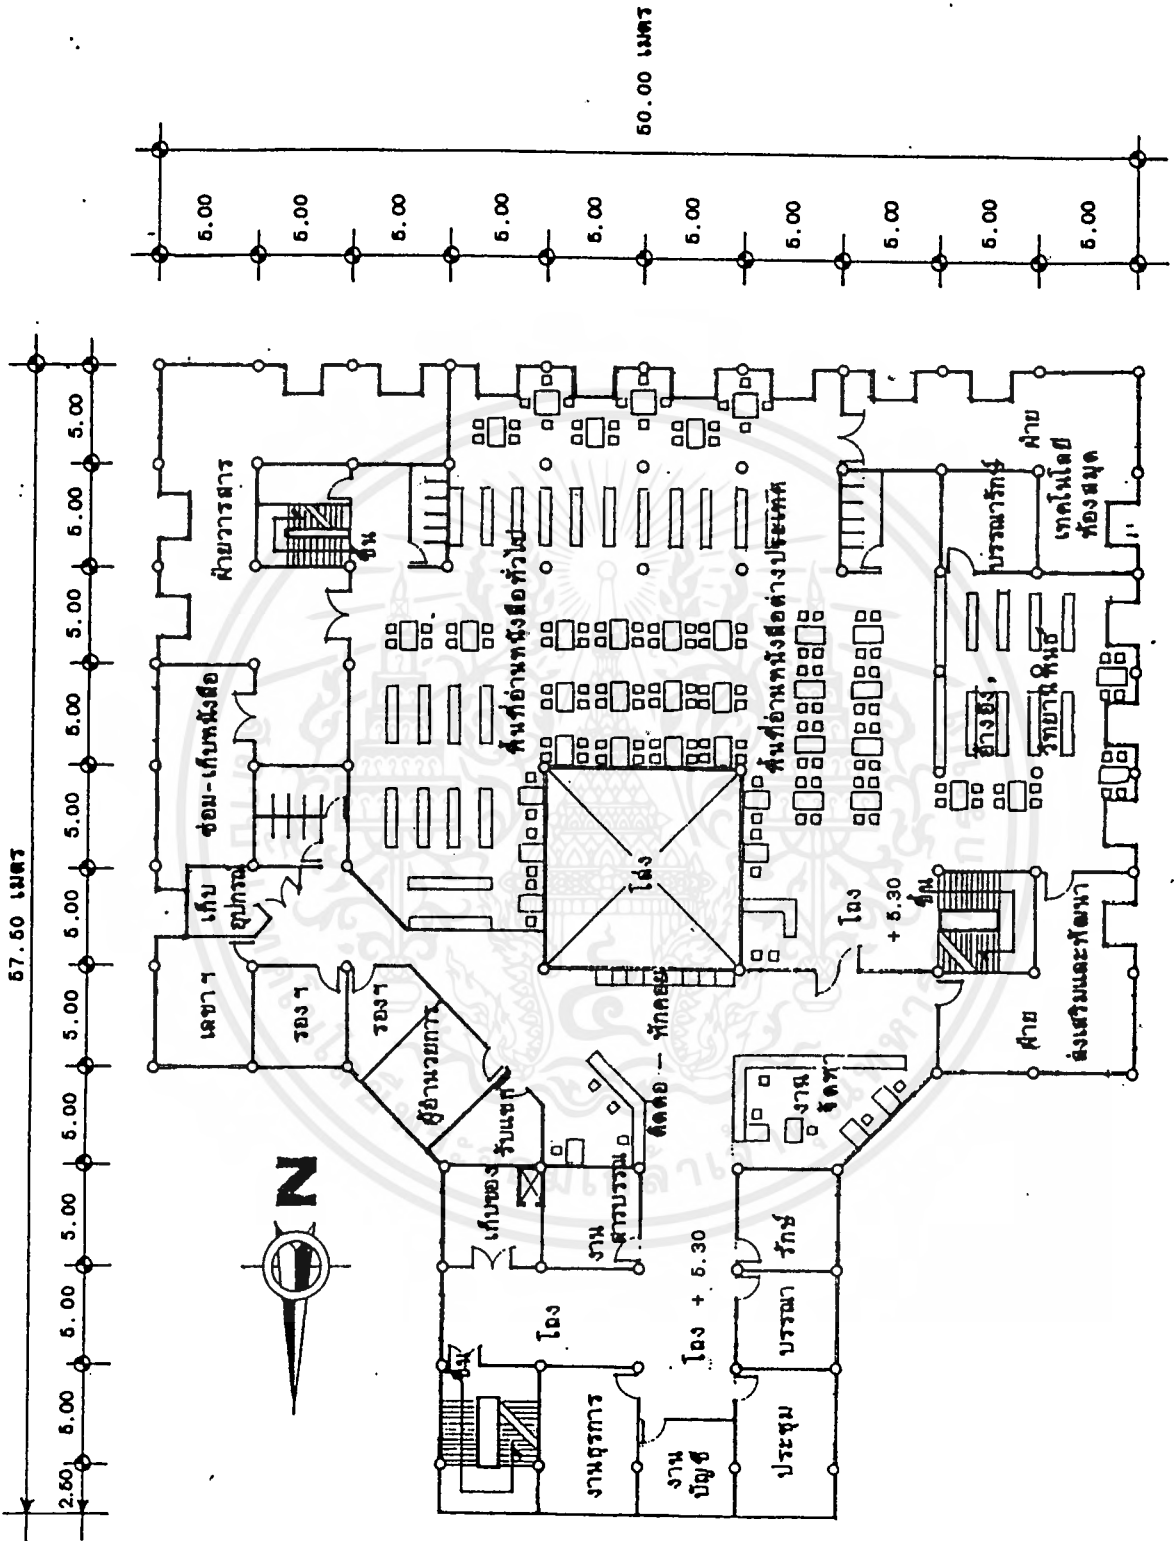 57.50 เมตร
2.50
5.00
5.00
5.00
5.00
5.00
5.00
5.00
5.00
5.00
5.00
5.00
50.00 เมตร
5.00
5.00
5.00
5.00
5.00
5.00
5.00
5.00
5.00
5.00
N
ฝ่ายวารสาร
ขึ้น
ซ่อม-เก็บหนังสือ
เก็บ
อุปกรณ์
เลขาฯ
รองฯ
รองฯ
ผู้อำนวยการ
รับแขก
เก็บของ
งาน
สารบรรณ
ติดต่อ - พักคอย
พื้นที่อ่านหนังสือทั่วไป
พื้นที่อ่านหนังสือต่างประเทศ
โถง
โถง
+ 5.30
ขึ้น
บรรณารักษ์
ฝ่าย
เทคโนโลยี
ห้องสมุด
อ้างอิง,
วิทยานิพนธ์
ฝ่าย
ส่งเสริมและพัฒนา
งาน
จัดหา
โถง
โถง + 5.30
ขึ้น
งานธุรการ
งาน
บัญชี
ประชุม
บรรณา
รักษ์